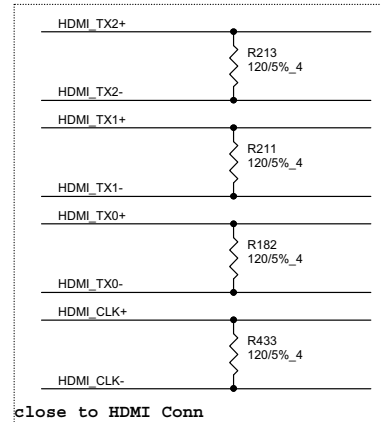 HDMI_TX2+
R213
120/5%_4
HDMI_TX2-
HDMI_TX1+
R211
120/5%_4
HDMI_TX1-
HDMI_TX0+
R182
120/5%_4
HDMI_TX0-
HDMI_CLK+
R433
120/5%_4
HDMI_CLK-
close to HDMI Conn